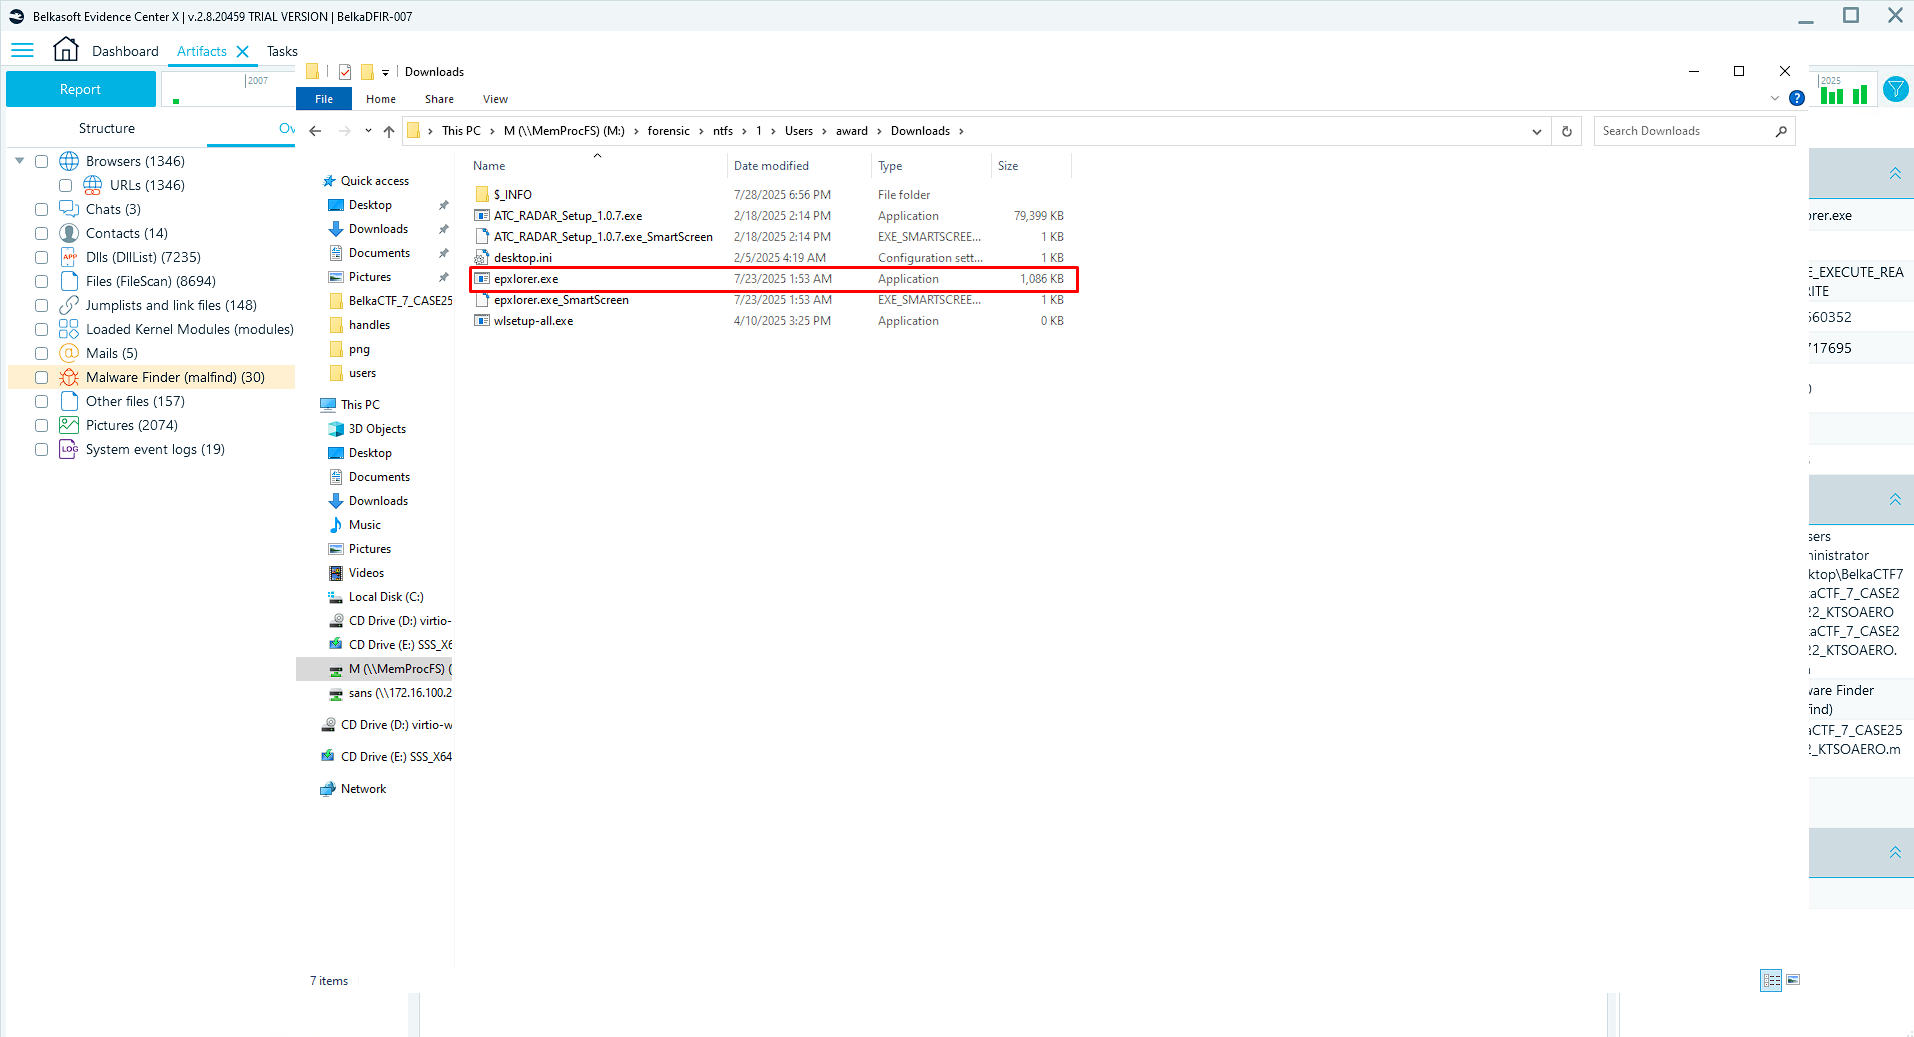 Belkasoft Evidence Center X | v.2.8.20459 TRIAL VERSION | BelkaDFIR-007
Dashboard
Artifacts
Tasks
Report
2007
2025
Structure
Ov
Browsers (1346)
URLs (1346)
Chats (3)
Contacts (14)
Dlls (DllList) (7235)
Files (FileScan) (8694)
Jumplists and link files (148)
Loaded Kernel Modules (modules)
Mails (5)
Malware Finder (malfind) (30)
Other files (157)
Pictures (2074)
System event logs (19)
Downloads
File
Home
Share
View
This PC > M (\\MemProcFS) (M:) > forensic > ntfs > 1 > Users > award > Downloads >
Search Downloads
Quick access
Desktop
Downloads
Documents
Pictures
BelkaCTF_7_CASE25
handles
png
users
This PC
3D Objects
Desktop
Documents
Downloads
Music
Pictures
Videos
Local Disk (C:)
CD Drive (D:) virtio-
CD Drive (E:) SSS_X6
M (\\MemProcFS) (
sans (\\172.16.100.2
CD Drive (D:) virtio-w
CD Drive (E:) SSS_X64
Network
Name Date modified Type Size
$_INFO 7/28/2025 6:56 PM File folder
ATC_RADAR_Setup_1.0.7.exe 2/18/2025 2:14 PM Application 79,399 KB
ATC_RADAR_Setup_1.0.7.exe_SmartScreen 2/18/2025 2:14 PM EXE_SMARTSCREE... 1 KB
desktop.ini 2/5/2025 4:19 AM Configuration sett... 1 KB
epxlorer.exe 7/23/2025 1:53 AM Application 1,086 KB
epxlorer.exe_SmartScreen 7/23/2025 1:53 AM EXE_SMARTSCREE... 1 KB
wlsetup-all.exe 4/10/2025 3:25 PM Application 0 KB
7 items
rer.exe
E_EXECUTE_REA
RITE
560352
717695
sers
ninistrator
ktop\BelkaCTF7
kaCTF_7_CASE2
22_KTSOAERO
kaCTF_7_CASE2
22_KTSOAERO.
ware Finder
find)
aCTF_7_CASE25
2_KTSOAERO.m